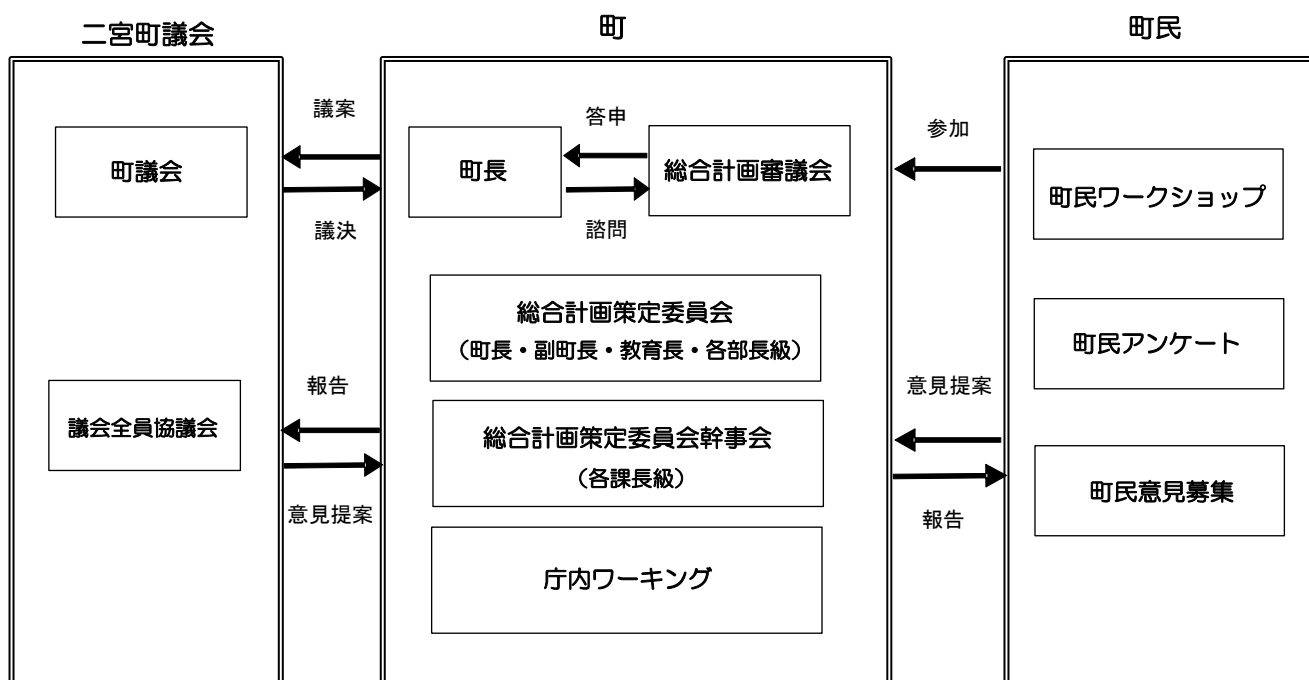 二宮町議会
町
町民
議案
町議会
議決
報告
議会全員協議会
意見提案
答申
町長
総合計画審議会
諮問
総合計画策定委員会
(町長・副町長・教育長・各部長級)
総合計画策定委員会幹事会
(各課長級)
庁内ワーキング
参加
町民ワークショップ
町民アンケート
意見提案
町民意見募集
報告